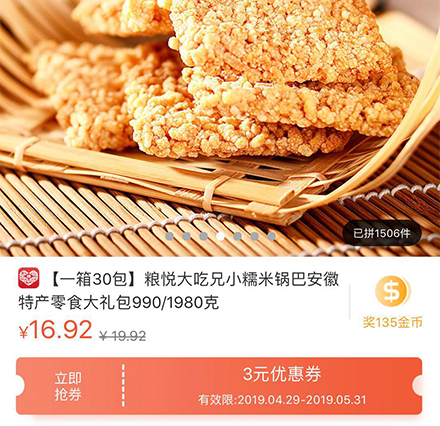 已拼1506件
【一箱30包】粮悦大吃兄小糯米锅巴安徽
特产零食大礼包990/1980克
¥16.92 ¥19.92
奖135金币
立即
抢券
3元优惠券
有效限:2019.04.29-2019.05.31